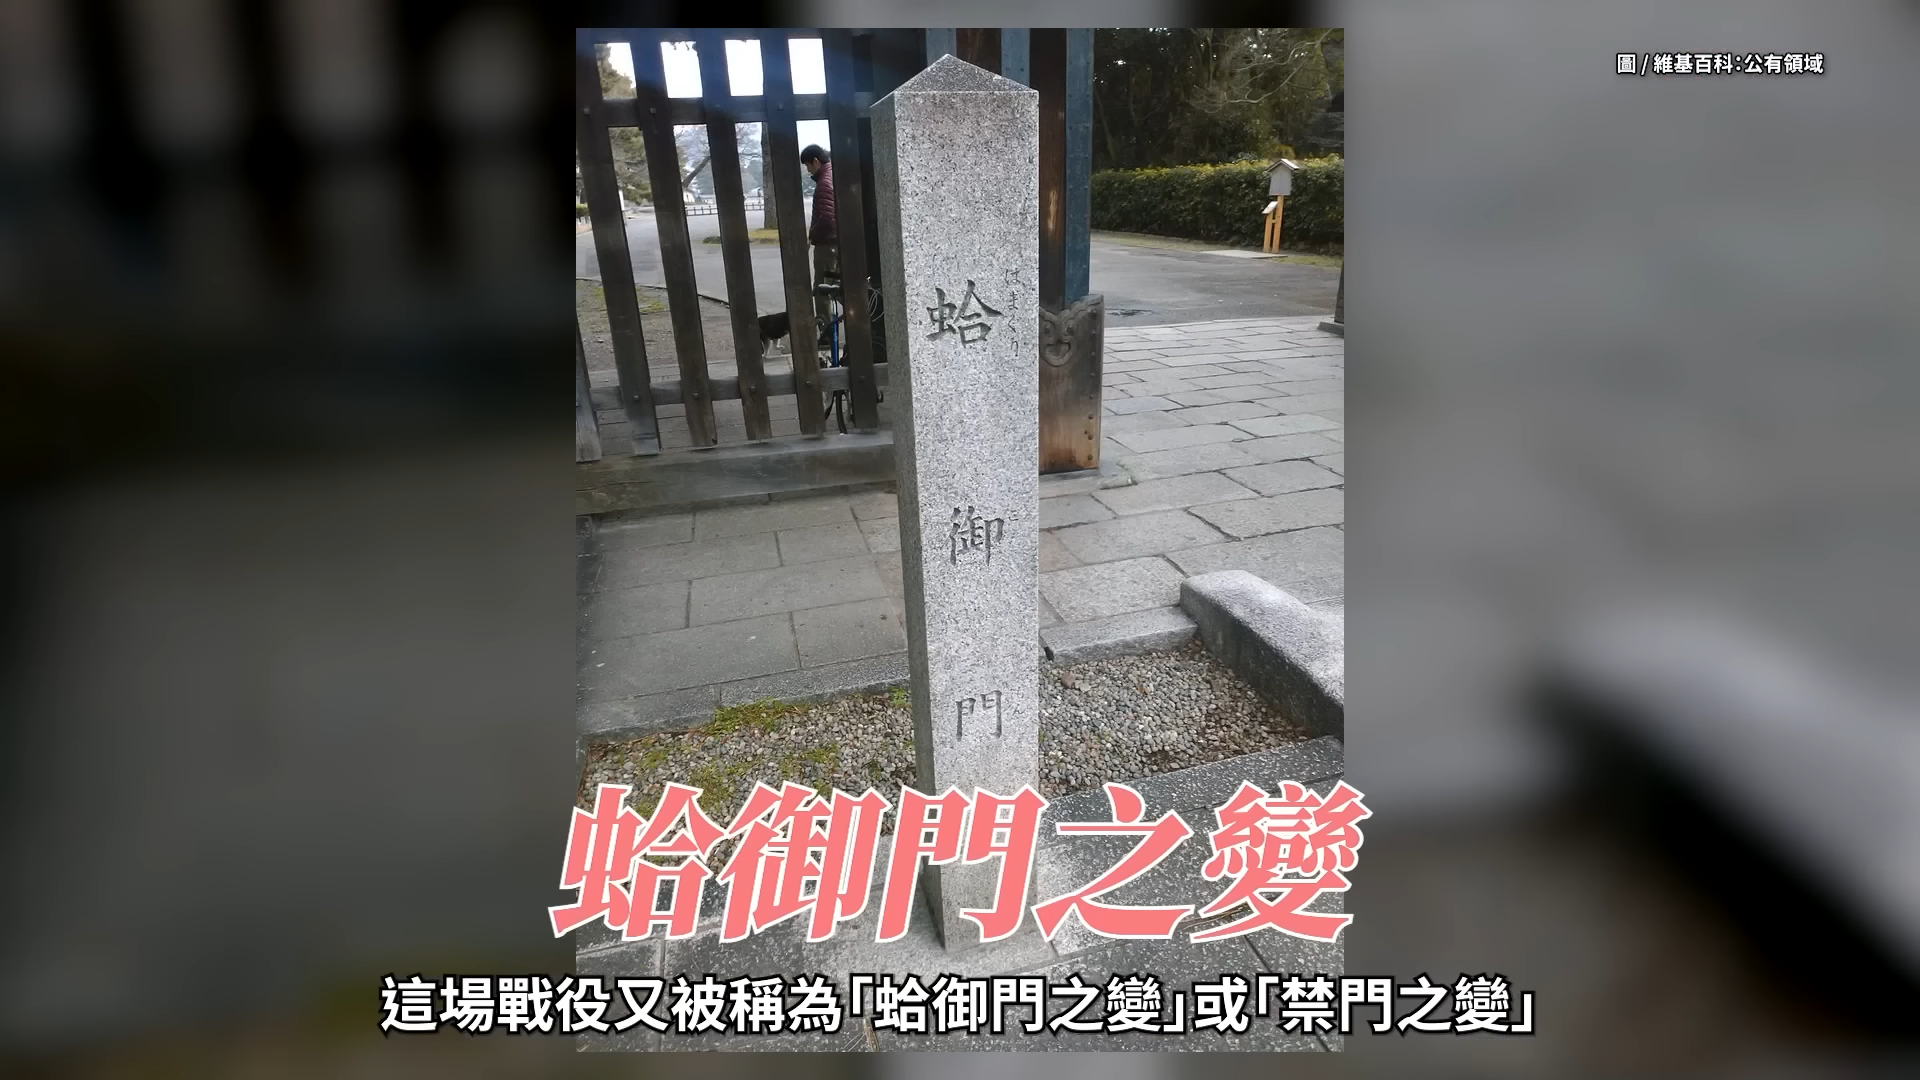 圖 / 維基百科：公有領域
蛤御門
はまぐり
蛤御門之變
這場戰役又被稱為「蛤御門之變」或「禁門之變」